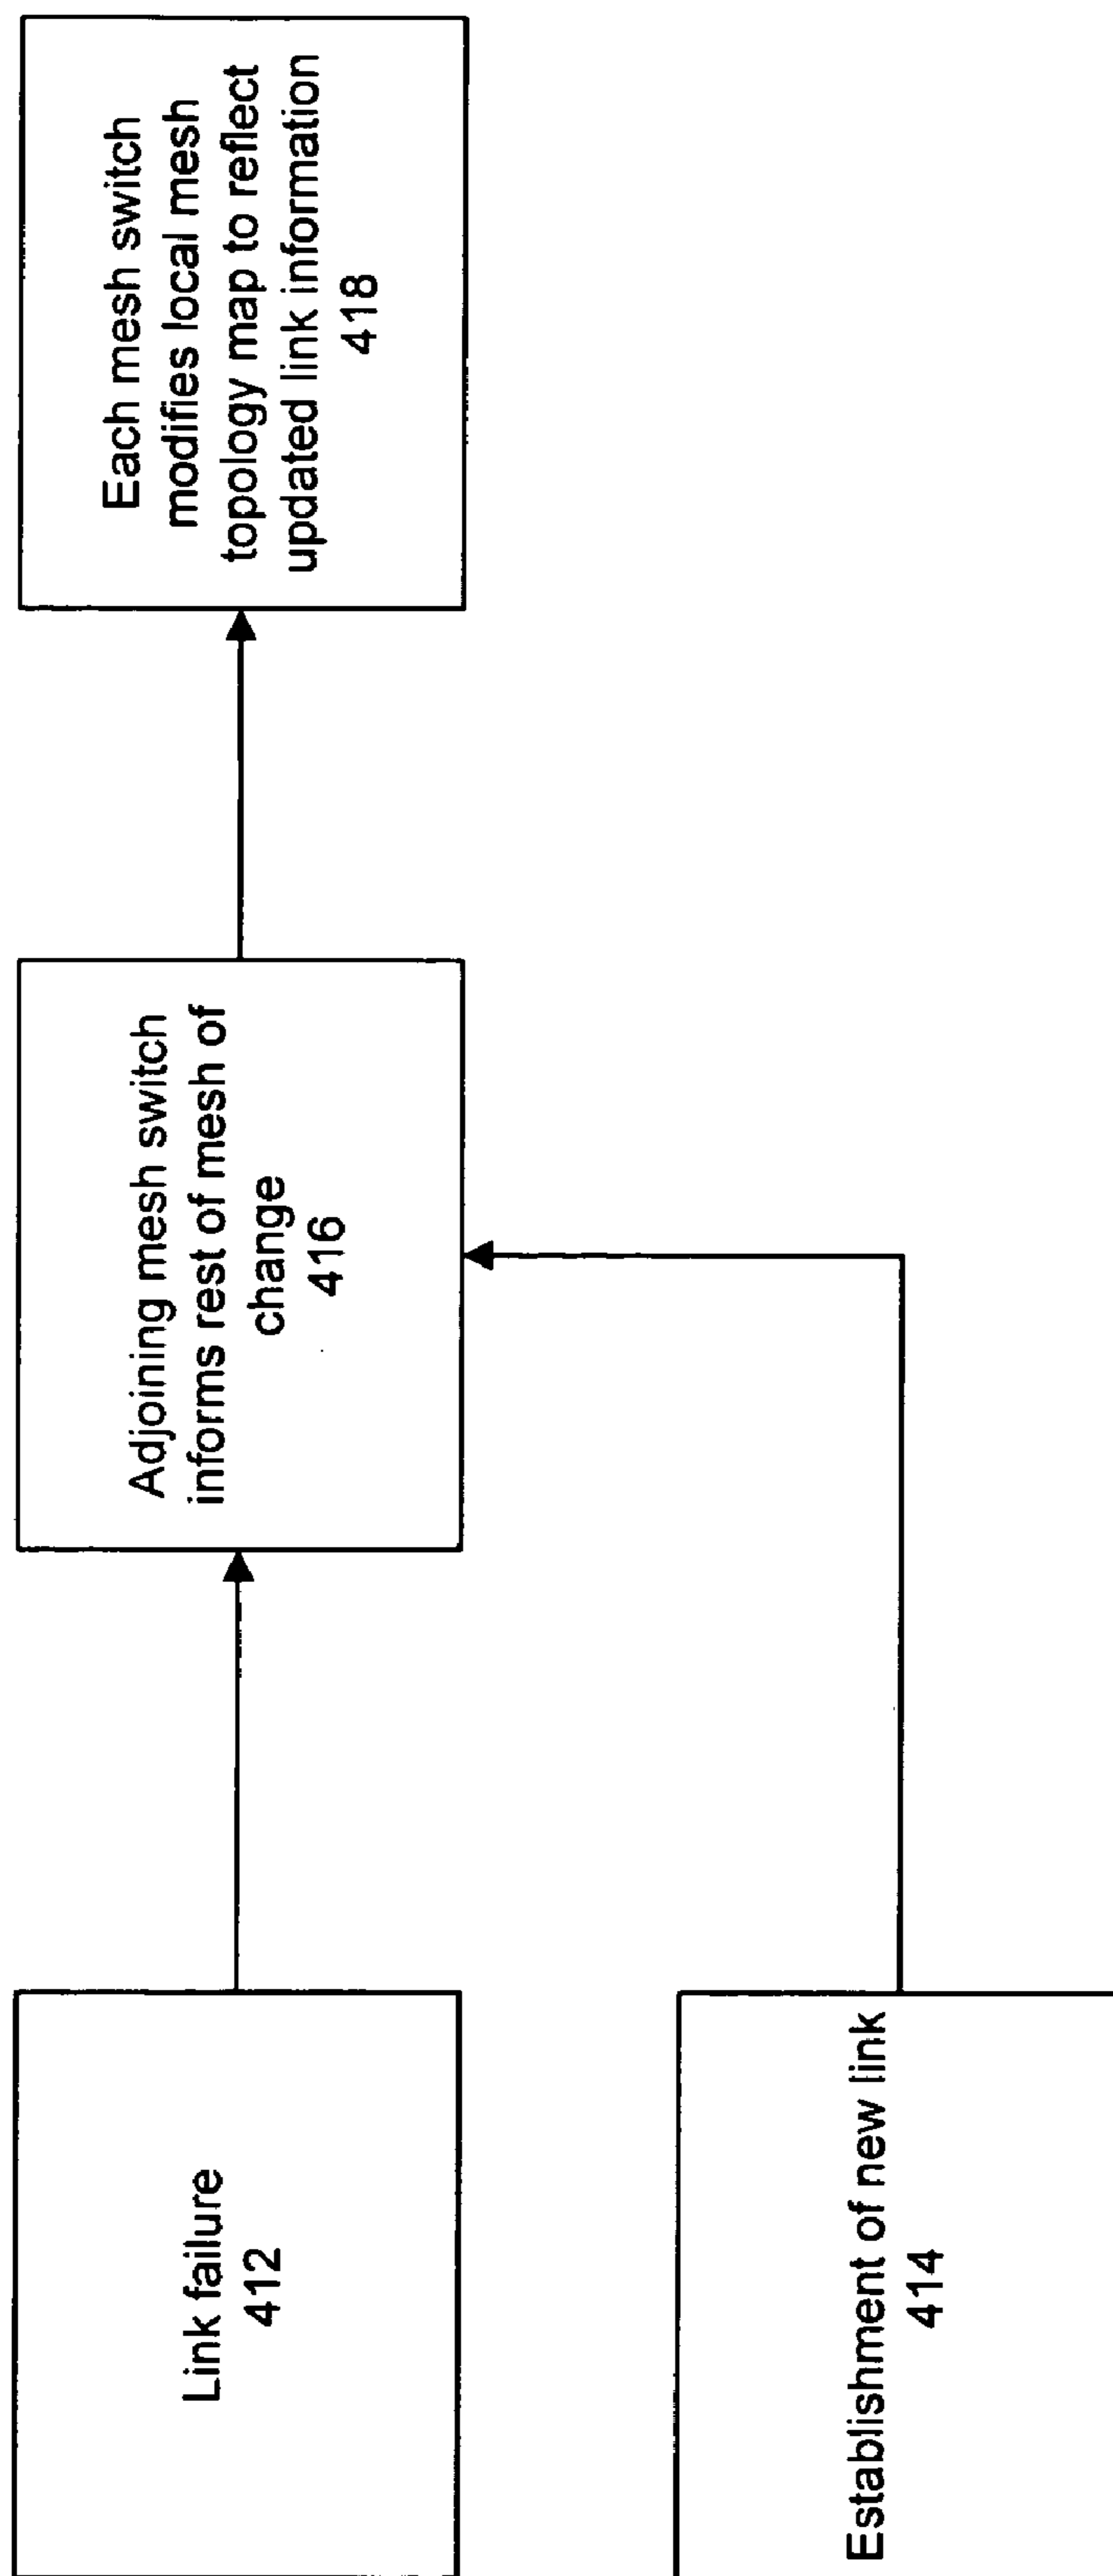 Link failure
412
Adjoining mesh switch
informs rest of mesh of
change
416
Each mesh switch
modifies local mesh
topology map to reflect
updated link information
418
Establishment of new link
414